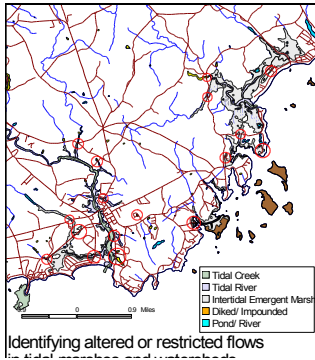 0
0.9 Miles
Tidal Creek
Tidal River
Intertidal Emergent Marsh
Diked/ Impounded
Pond/ River
Identifying altered or restricted flows
in tidal marshes and watersheds